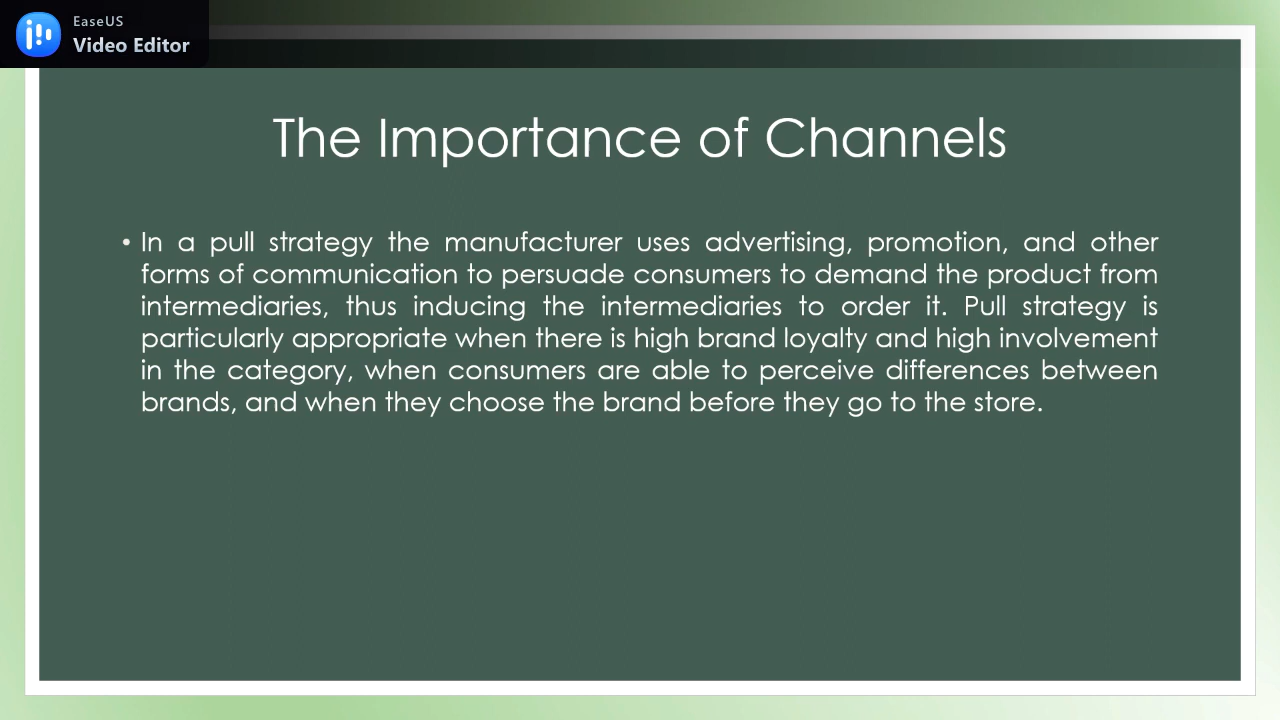 EaseUS
Video Editor
The Importance of Channels
• In a pull strategy the manufacturer uses advertising, promotion, and other
forms of communication to persuade consumers to demand the product from
intermediaries, thus inducing the intermediaries to order it. Pull strategy is
particularly appropriate when there is high brand loyalty and high involvement
in the category, when consumers are able to perceive differences between
brands, and when they choose the brand before they go to the store.